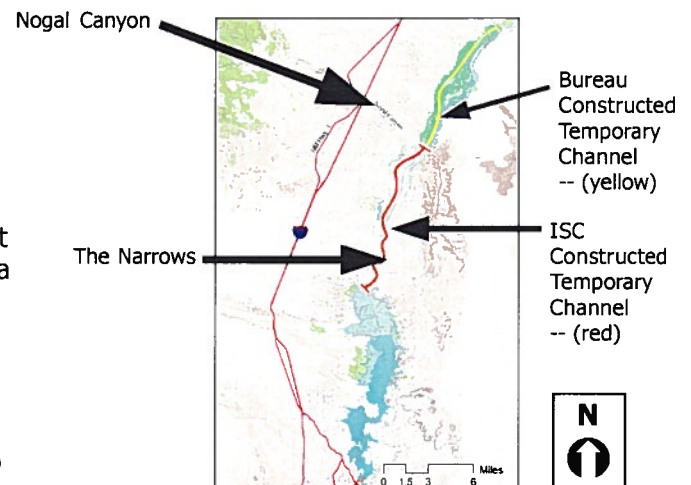 Nogal Canyon
Bureau
Constructed
Temporary
Channel
-- (yellow)
t
The Narrows
a
ISC
Constructed
Temporary
Channel
-- (red)
N
Miles
0 1.5 3 6